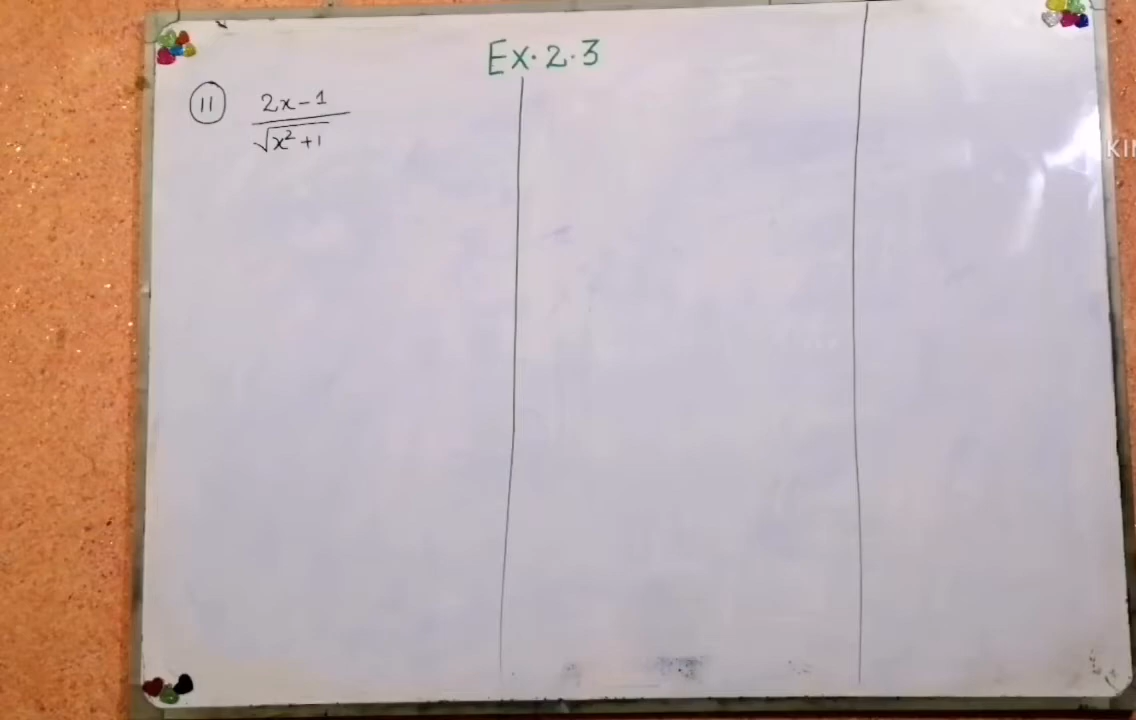 Ex. 2. 3
11 2x-1
√x²+1